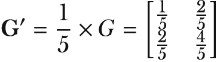 G′ = 1/5 × G = [1/5 2/5
2/5 4/5]